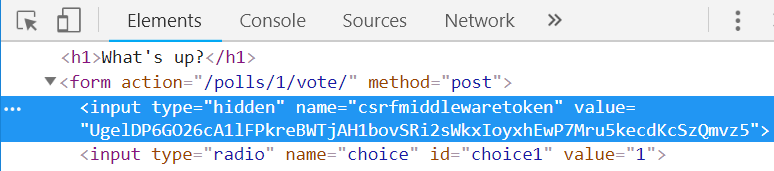 Elements Console Sources Network »
<h1>What's up?</h1>
<form action="/polls/1/vote/" method="post">
<input type="hidden" name="csrfmiddlewaretoken" value=
"UgelDP6GO26cA1lFPkreBWTjAH1bovSRi2sWkxIoyxhEwP7Mru5kecdKcSzQmvz5">
<input type="radio" name="choice" id="choice1" value="1">